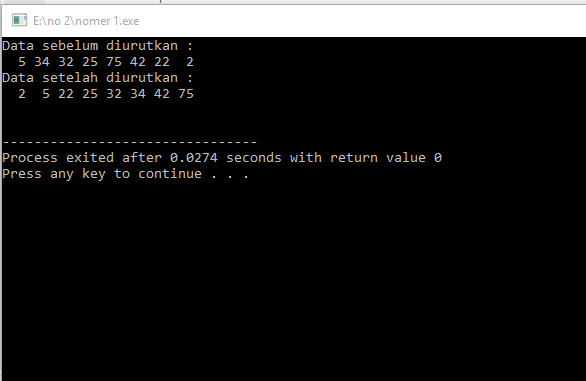 E:\no 2\nomer 1.exe
Data sebelum diurutkan :
  5 34 32 25 75 42 22  2
Data setelah diurutkan :
  2  5 22 25 32 34 42 75
--------------------------------
Process exited after 0.0274 seconds with return value 0
Press any key to continue . . .